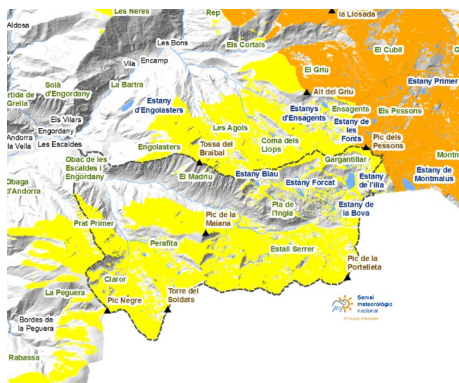 Les Neres
Rep
la Llosada
Aldosa
Les Bons
Els Cortals
El Cubil
Vila
Encamp
El Griu
Estany Primer
Solà
d'Engordany
La Bartra
Alt del Griu
rtida de
Grella
Estany
d'Engolasters
Estanys
d'Ensagents
Ensagents
Els Pessons
Els Vilars
Engordany
Andorra
la Vella
Les Escaldes
Les Agols
Coma dels
Llops
Estany de
les
Fonts
Pic dels
Pessons
Engolasters
Tossa del
Braibal
Obac de les
Escaldes i
Engordany
Gargantillar
Montm
El Madriu
Estany Blau
Estany Forcat
Estany
de l'illa
Estany de
Montmalus
Obaga
d'Andorra
Pla de
l'Ingla
Estany de
la Bova
Prat Primer
Pic de la
Maiana
Perafita
Estall Serrer
Pic de la
Portelleta
Claror
La Peguera
Pic Negre
Torre del
Soldats
Bordes de
la Peguera
Rabassa
Servei
meteorològic
nacional